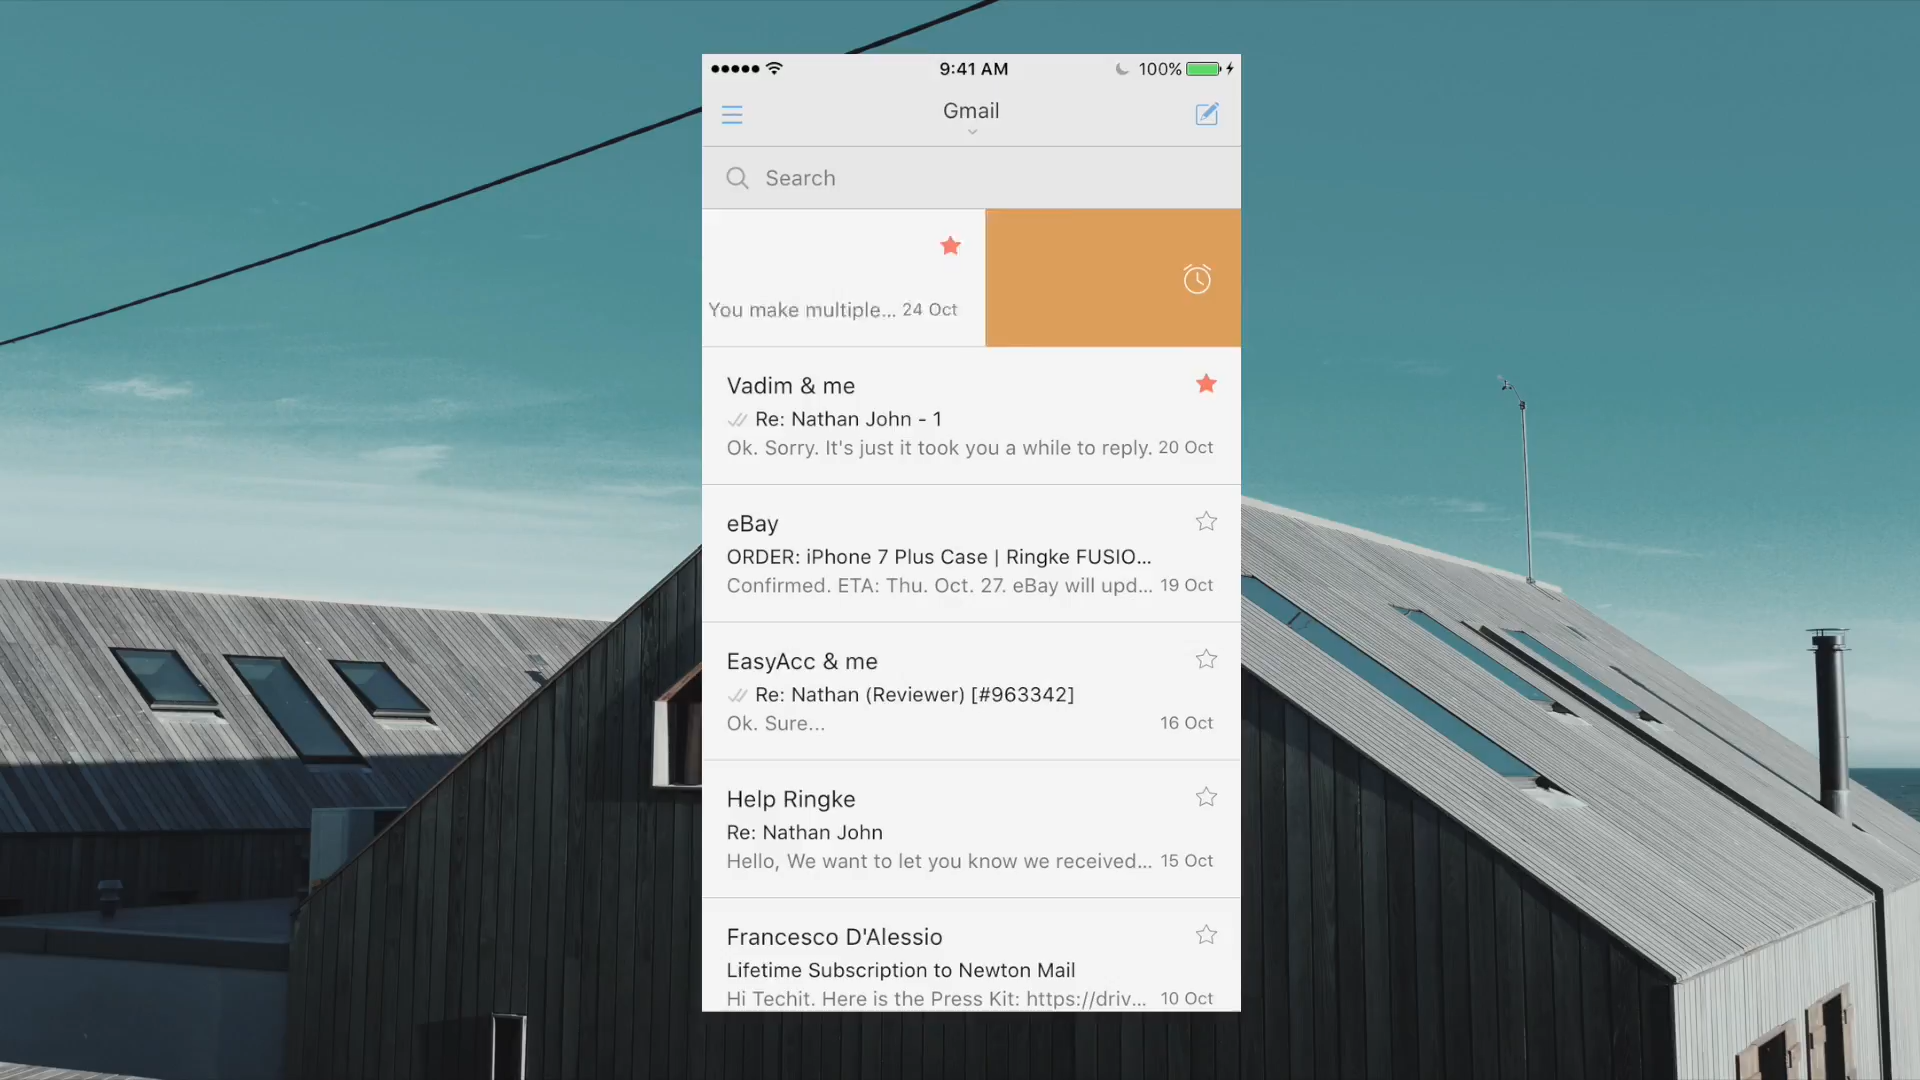 9:41 AM
100%
Gmail
Search
You make multiple... 24 Oct
Vadim & me
Re: Nathan John - 1
Ok. Sorry. It's just it took you a while to reply. 20 Oct
eBay
ORDER: iPhone 7 Plus Case | Ringke FUSIO...
Confirmed. ETA: Thu. Oct. 27. eBay will upd... 19 Oct
EasyAcc & me
Re: Nathan (Reviewer) [#963342]
Ok. Sure... 16 Oct
Help Ringke
Re: Nathan John
Hello, We want to let you know we received... 15 Oct
Francesco D'Alessio
Lifetime Subscription to Newton Mail
Hi Techit. Here is the Press Kit: https://driv... 10 Oct